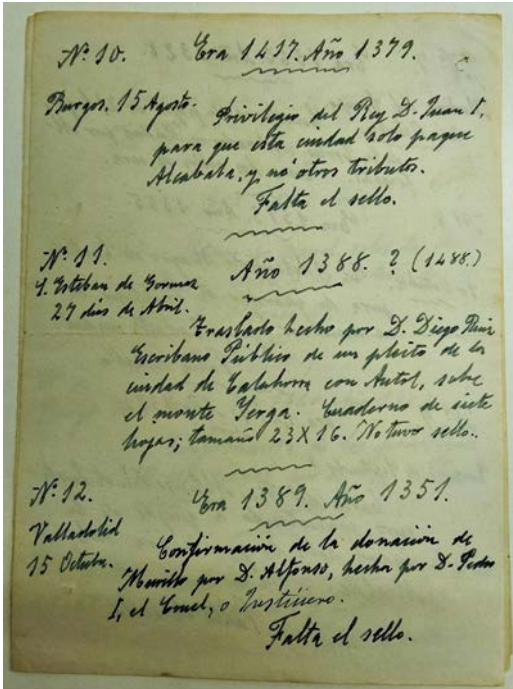 Nº 10. Era 1417. Año 1379.
Burgos. 15 Agosto. Privilegio del Rey D. Juan I,
para que esta ciudad solo pague
Alcabala, y no otros tributos.
Falta el sello.
Nº 11. Año 1388. ? (1488.)
S. Esteban de Gormaz
27 dias de Abril.
Traslado hecho por D. Diego Ruiz
Escribano Público de un pleito de la
ciudad de Calahorra con Autol, sobre
el monte Yerga. Cuaderno de siete
hojas; tamaño 23 X 16. No tuvo sello.
Nº 12. Era 1389. Año 1351.
Valladolid
15 Octubre. Confirmación de la donación de
Murillo por D. Alfonso, hecha por D. Pedro
I, el Cruel, o Justiciero.
Falta el sello.